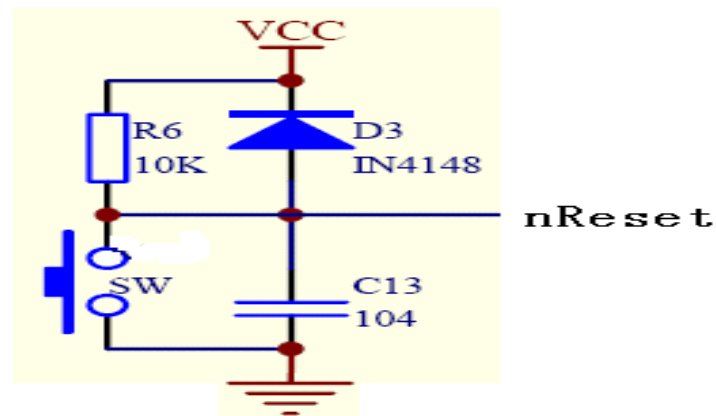 VCC
R6
10K
D3
IN4148
nReset
SW
C13
104